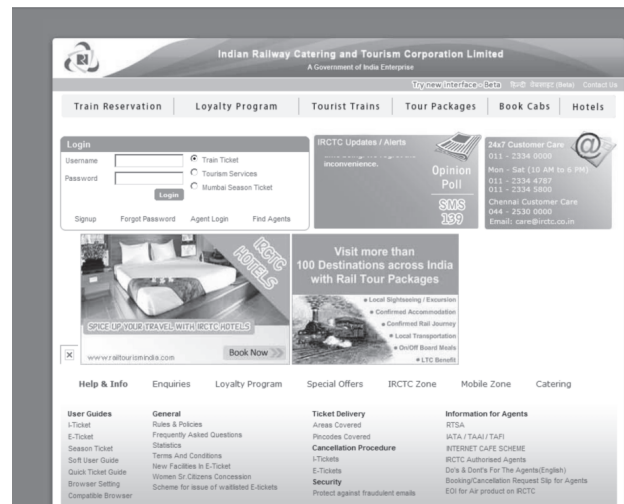 Indian Railway Catering and Tourism Corporation Limited
A Government of India Enterprise
Try new Interface - Beta Contact Us
Train Reservation Loyalty Program Tourist Trains Tour Packages Book Cabs Hotels
Login
Username
Password
Train Ticket
Tourism Services
Mumbai Season Ticket
Login
Signup Forgot Password Agent Login Find Agents
IRCTC Updates / Alerts
inconvenience.
Opinion
Poll
SMS
139
24x7 Customer Care
011 - 2334 0000
Mon - Sat (10 AM to 6 PM)
011 - 2334 4787
011 - 2334 5800
Chennai Customer Care
044 - 2530 0000
Email: care@irctc.co.in
IRCTC
HOTELS
SPICE UP YOUR TRAVEL WITH IRCTC HOTELS
www.railtourismindia.com
Book Now
Visit more than
100 Destinations across India
with Rail Tour Packages
Local Sightseeing / Excursion
Confirmed Accommodation
Confirmed Rail Journey
Local Transportation
On/Off Board Meals
LTC Benefit
Help & Info Enquiries Loyalty Program Special Offers IRCTC Zone Mobile Zone Catering
User Guides
I-Ticket
E-Ticket
Season Ticket
Soft User Guide
Quick Ticket Guide
Browser Setting
Compatible Browser
General
Rules & Policies
Frequently Asked Questions
Statistics
Terms And Conditions
New Facilities In E-Ticket
Women Sr.Citizens Concession
Scheme for issue of waitlisted E-tickets
Ticket Delivery
Areas Covered
Pincodes Covered
Cancellation Procedure
I-Tickets
E-Tickets
Security
Protect against fraudulent emails
Information for Agents
RTSA
IATA / TAAI / TAFI
INTERNET CAFE SCHEME
IRCTC Authorised Agents
Do's & Dont's For The Agents(English)
Booking/Cancellation Request Slip for Agents
EOI for Air product on IRCTC